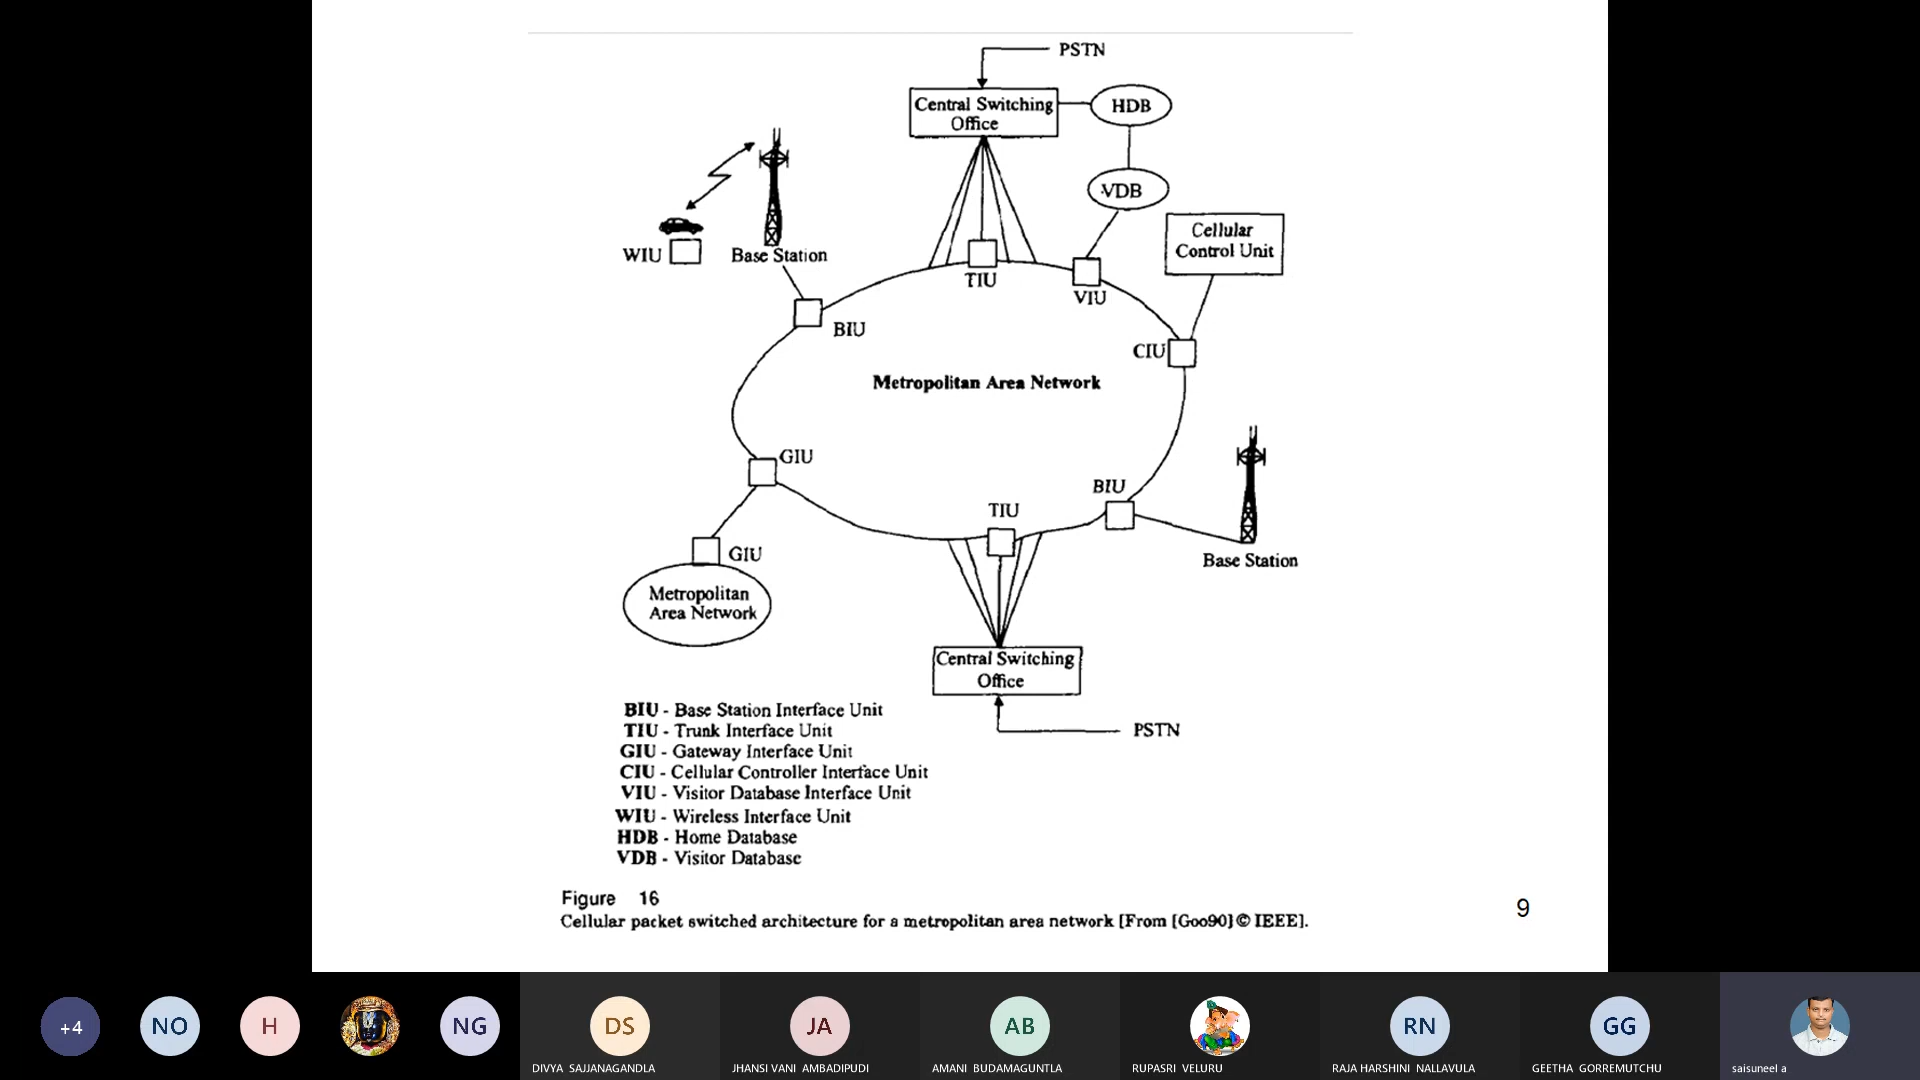 PSTN
Central Switching
Office
HDB
VDB
Cellular
Control Unit
WIU
Base Station
TIU
VIU
BIU
CIU
Metropolitan Area Network
GIU
BIU
TIU
GIU
Base Station
Metropolitan
Area Network
Central Switching
Office
PSTN
BIU - Base Station Interface Unit
TIU - Trunk Interface Unit
GIU - Gateway Interface Unit
CIU - Cellular Controller Interface Unit
VIU - Visitor Database Interface Unit
WIU - Wireless Interface Unit
HDB - Home Database
VDB - Visitor Database
Figure 16
Cellular packet switched architecture for a metropolitan area network [From [Goo90] © IEEE].
9
+4
NO
H
NG
DS
JA
AB
RN
GG
DIVYA SAJJANAGANDLA
JHANSI VANI AMBADIPUDI
AMANI BUDAMAGUNTLA
RUPASRI VELURU
RAJA HARSHINI NALLAVULA
GEETHA GORREMUTCHU
saisuneel a